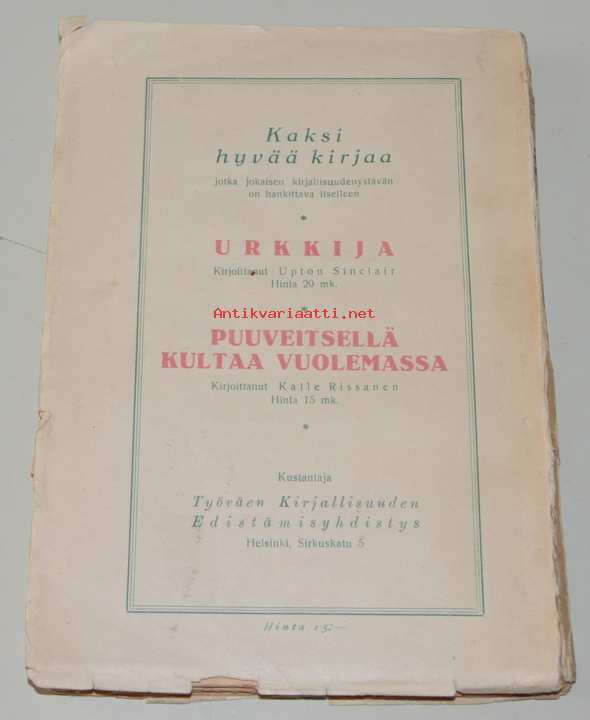 Kaksi
hyvää kirjaa
jotka jokaisen kirjallisuudenystävän
on hankittava itselleen
*
URKKIJA
Kirjoittanut Upton Sinclair
Hinta 20 mk.
*
Antikvariaatti.net
PUUVEITSELLÄ
KULTAA VUOLEMASSA
Kirjoittanut Kalle Rissanen
Hinta 15 mk.
*
Kustantaja
Työväen Kirjallisuuden
Edistämisyhdistys
Helsinki, Sirkuskatu 5
Hinta 15:—